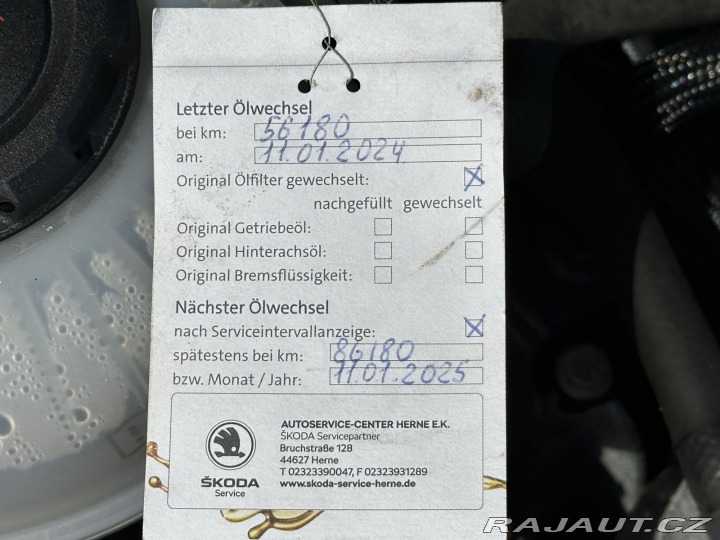 Letzter Ölwechsel
bei km: 56180
am: 11.01.2024
Original Ölfilter gewechselt:
nachgefüllt gewechselt
Original Getriebeöl:
Original Hinterachsöl:
Original Bremsflüssigkeit:
Nächster Ölwechsel
nach Serviceintervallanzeige:
spätestens bei km: 86180
bzw. Monat / Jahr: 11.01.2025
AUTOSERVICE-CENTER HERNE E.K.
ŠKODA Servicepartner
Bruchstraße 128
44627 Herne
T 02323390047, F 02323931289
www.skoda-service-herne.de
ŠKODA
Service
RAJAUT.CZ